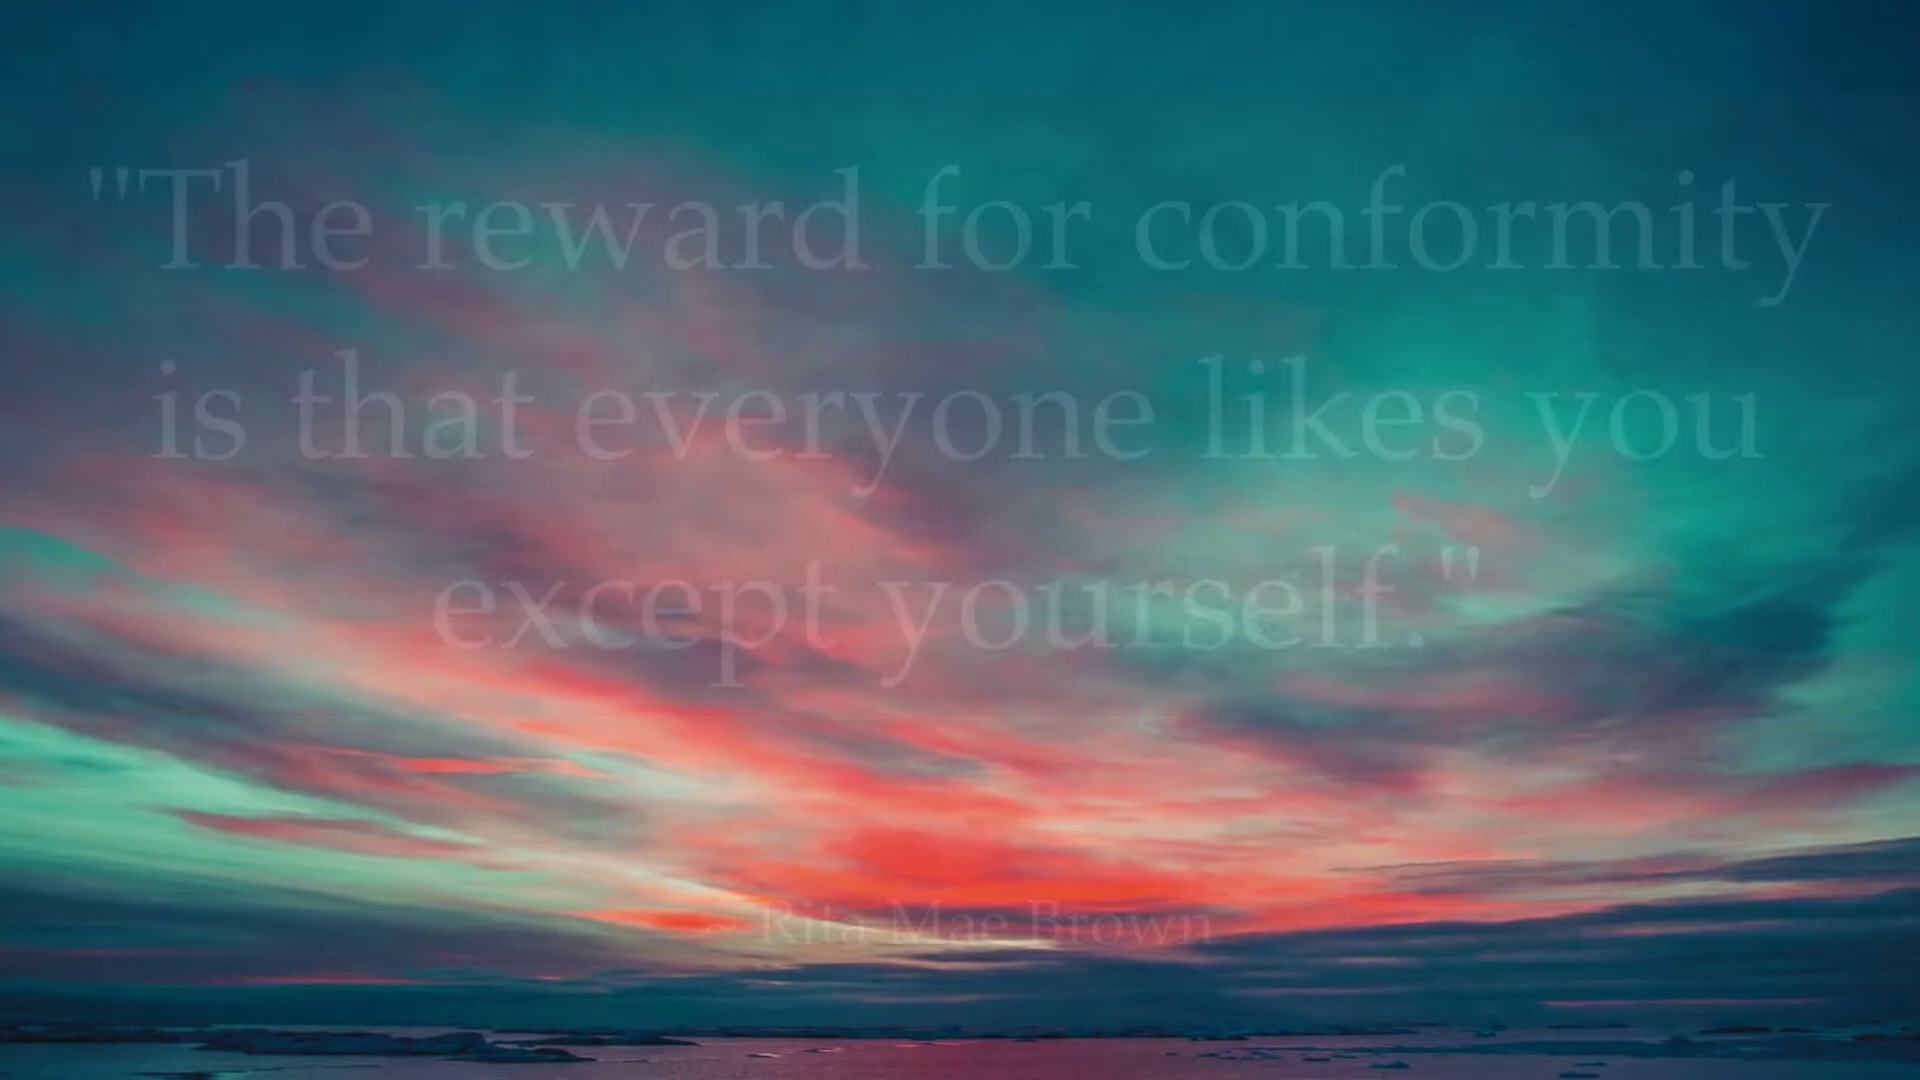 "The reward for conformity
is that everyone likes you
except yourself."
~ Rita Mae Brown